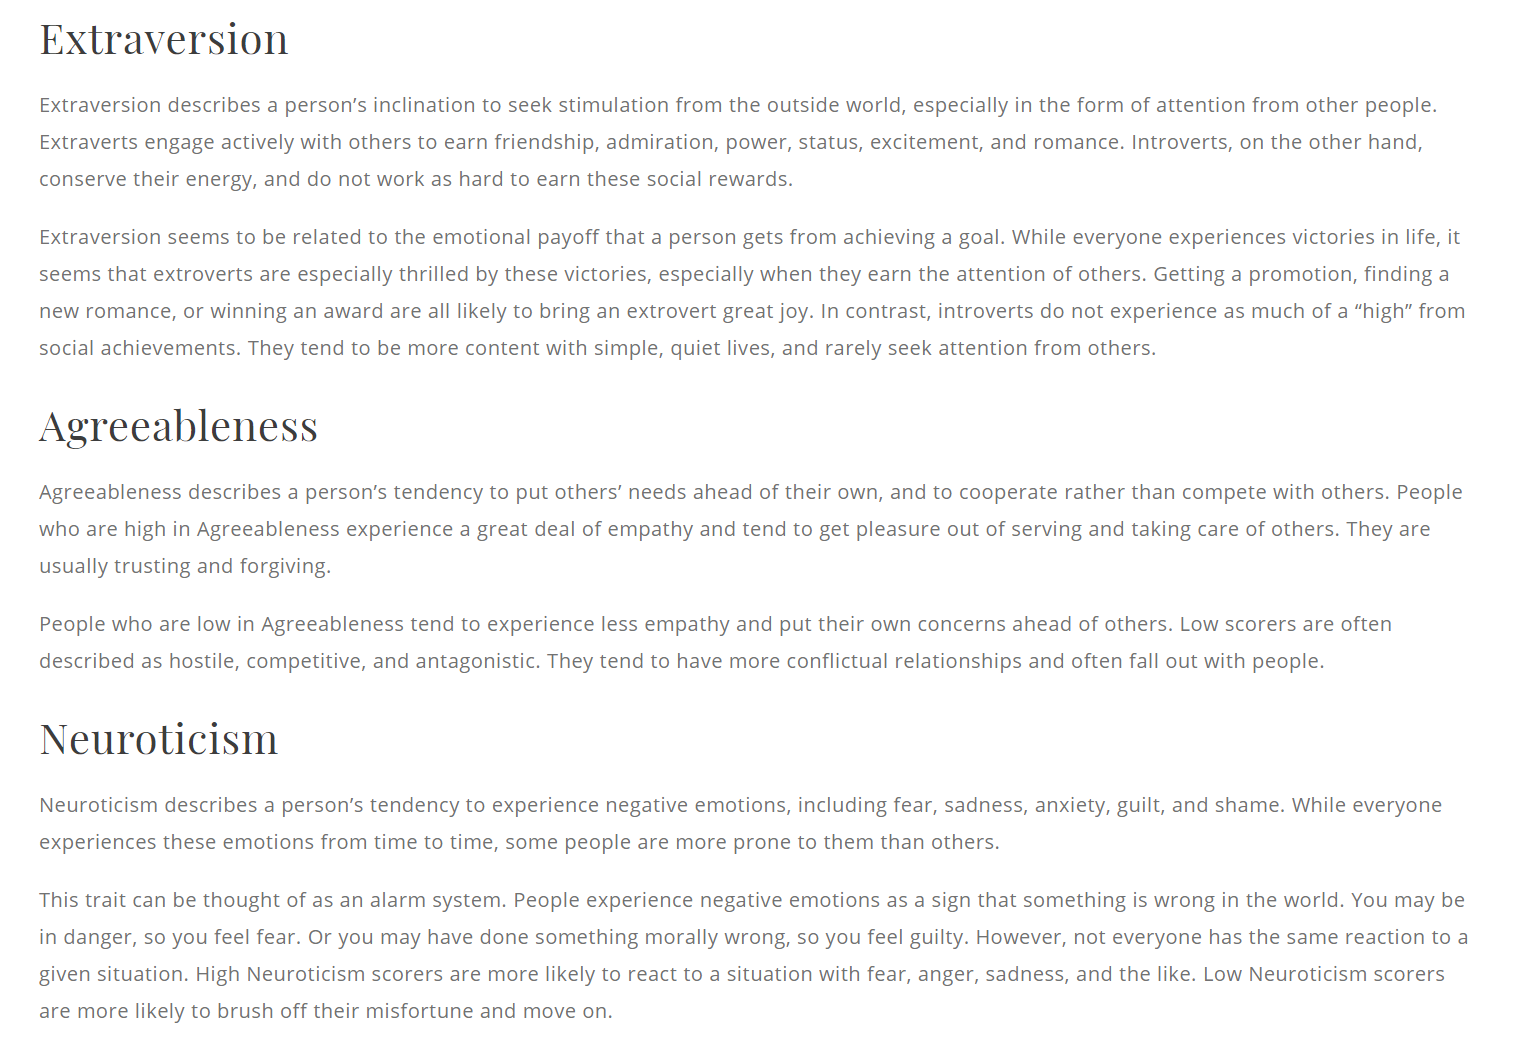 Extraversion
Extraversion describes a person’s inclination to seek stimulation from the outside world, especially in the form of attention from other people.
Extraverts engage actively with others to earn friendship, admiration, power, status, excitement, and romance. Introverts, on the other hand,
conserve their energy, and do not work as hard to earn these social rewards.
Extraversion seems to be related to the emotional payoff that a person gets from achieving a goal. While everyone experiences victories in life, it
seems that extroverts are especially thrilled by these victories, especially when they earn the attention of others. Getting a promotion, finding a
new romance, or winning an award are all likely to bring an extrovert great joy. In contrast, introverts do not experience as much of a “high” from
social achievements. They tend to be more content with simple, quiet lives, and rarely seek attention from others.
Agreeableness
Agreeableness describes a person’s tendency to put others’ needs ahead of their own, and to cooperate rather than compete with others. People
who are high in Agreeableness experience a great deal of empathy and tend to get pleasure out of serving and taking care of others. They are
usually trusting and forgiving.
People who are low in Agreeableness tend to experience less empathy and put their own concerns ahead of others. Low scorers are often
described as hostile, competitive, and antagonistic. They tend to have more conflictual relationships and often fall out with people.
Neuroticism
Neuroticism describes a person’s tendency to experience negative emotions, including fear, sadness, anxiety, guilt, and shame. While everyone
experiences these emotions from time to time, some people are more prone to them than others.
This trait can be thought of as an alarm system. People experience negative emotions as a sign that something is wrong in the world. You may be
in danger, so you feel fear. Or you may have done something morally wrong, so you feel guilty. However, not everyone has the same reaction to a
given situation. High Neuroticism scorers are more likely to react to a situation with fear, anger, sadness, and the like. Low Neuroticism scorers
are more likely to brush off their misfortune and move on.